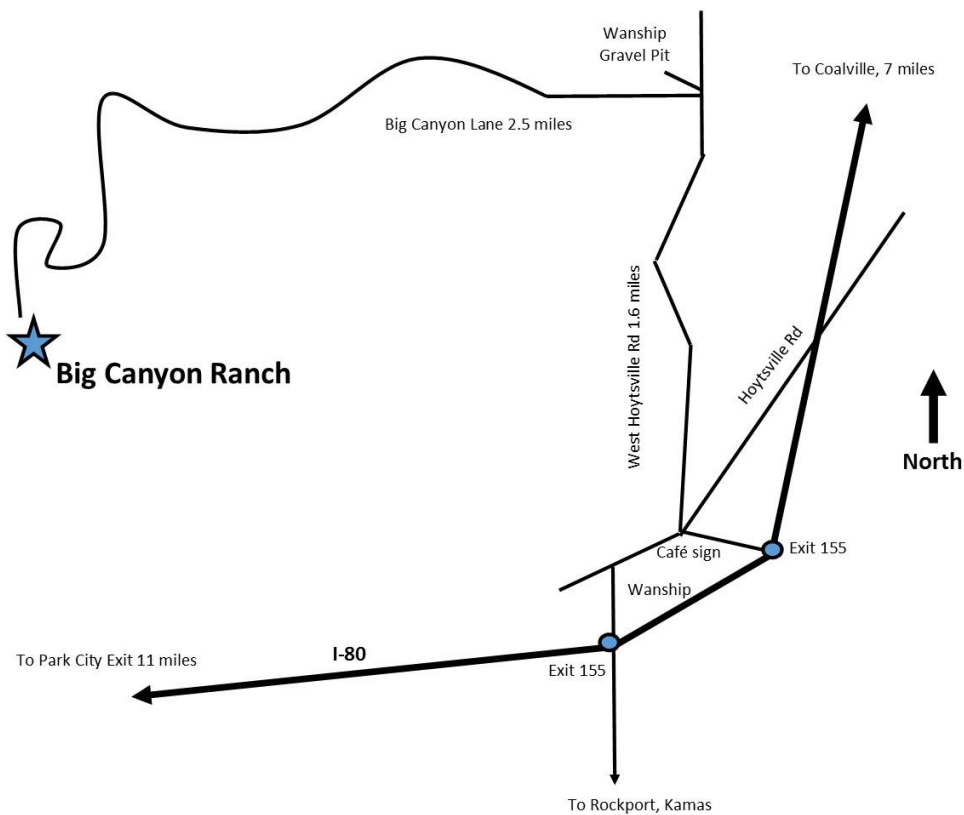 Wanship
Gravel Pit
To Coalville, 7 miles
Big Canyon Lane 2.5 miles
West Hoytsville Rd 1.6 miles
Hoytsville Rd
Big Canyon Ranch
North
Café sign
Exit 155
Wanship
I-80
To Park City Exit 11 miles
Exit 155
To Rockport, Kamas